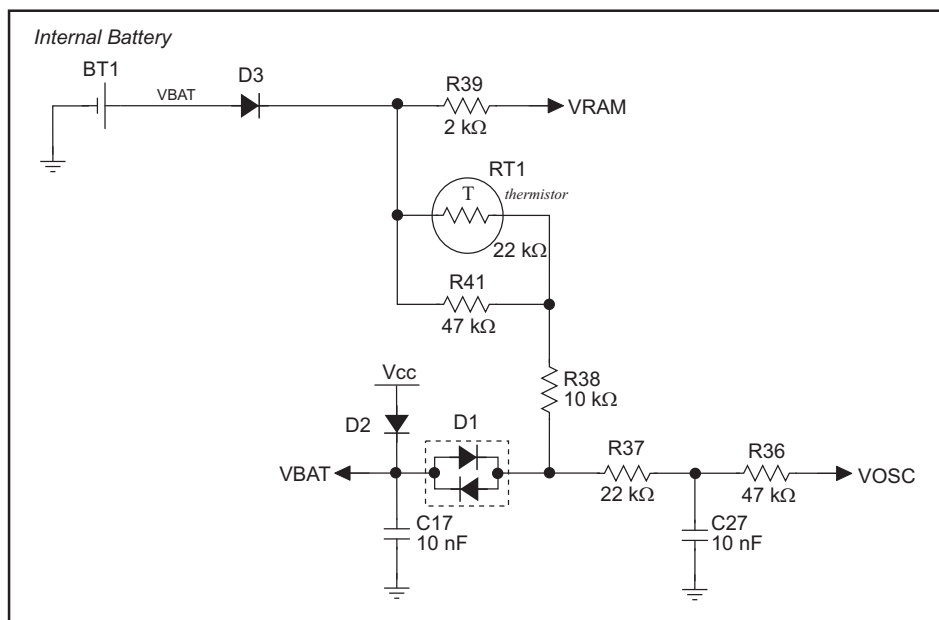 Internal Battery
BT1
VBAT
D3
R39
2 kΩ
VRAM
RT1
T
thermistor
22 kΩ
R41
47 kΩ
R38
10 kΩ
Vcc
D2
D1
VBAT
R37
22 kΩ
R36
47 kΩ
VOSC
C17
10 nF
C27
10 nF